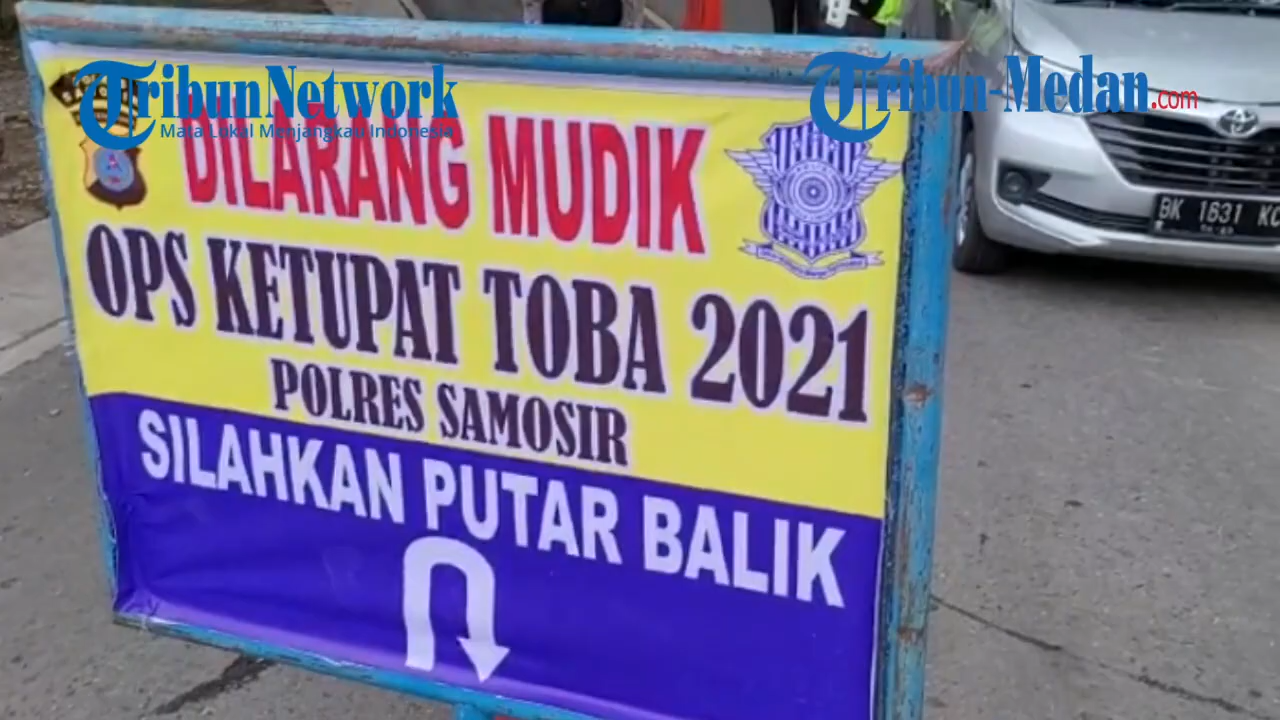 TribunNetwork
Mata Lokal Menjangkau Indonesia
Tribun-Medan.com
DILARANG MUDIK
OPS KETUPAT TOBA 2021
POLRES SAMOSIR
SILAHKAN PUTAR BALIK
BK 1631